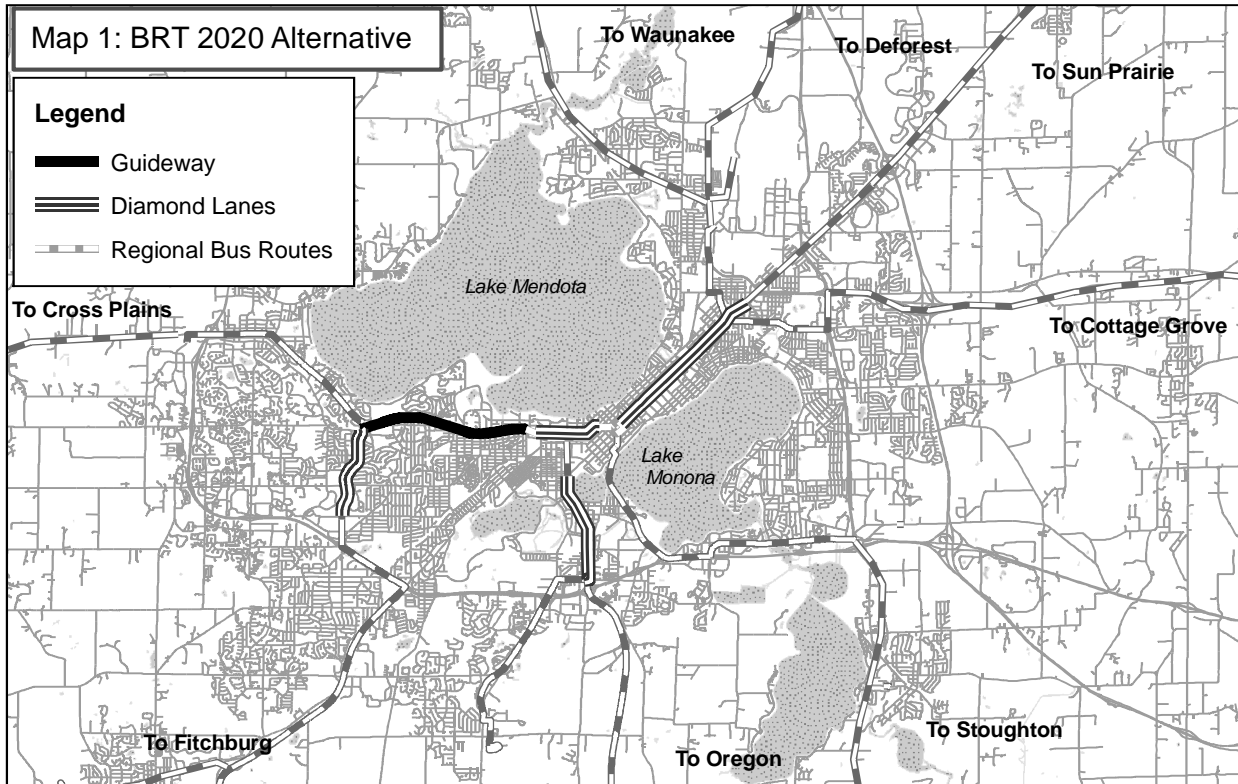 Map 1: BRT 2020 Alternative
Legend
Guideway
Diamond Lanes
Regional Bus Routes
To Waunakee
To Deforest
To Sun Prairie
Lake Mendota
To Cross Plains
To Cottage Grove
Lake
Monona
To Fitchburg
To Stoughton
To Oregon